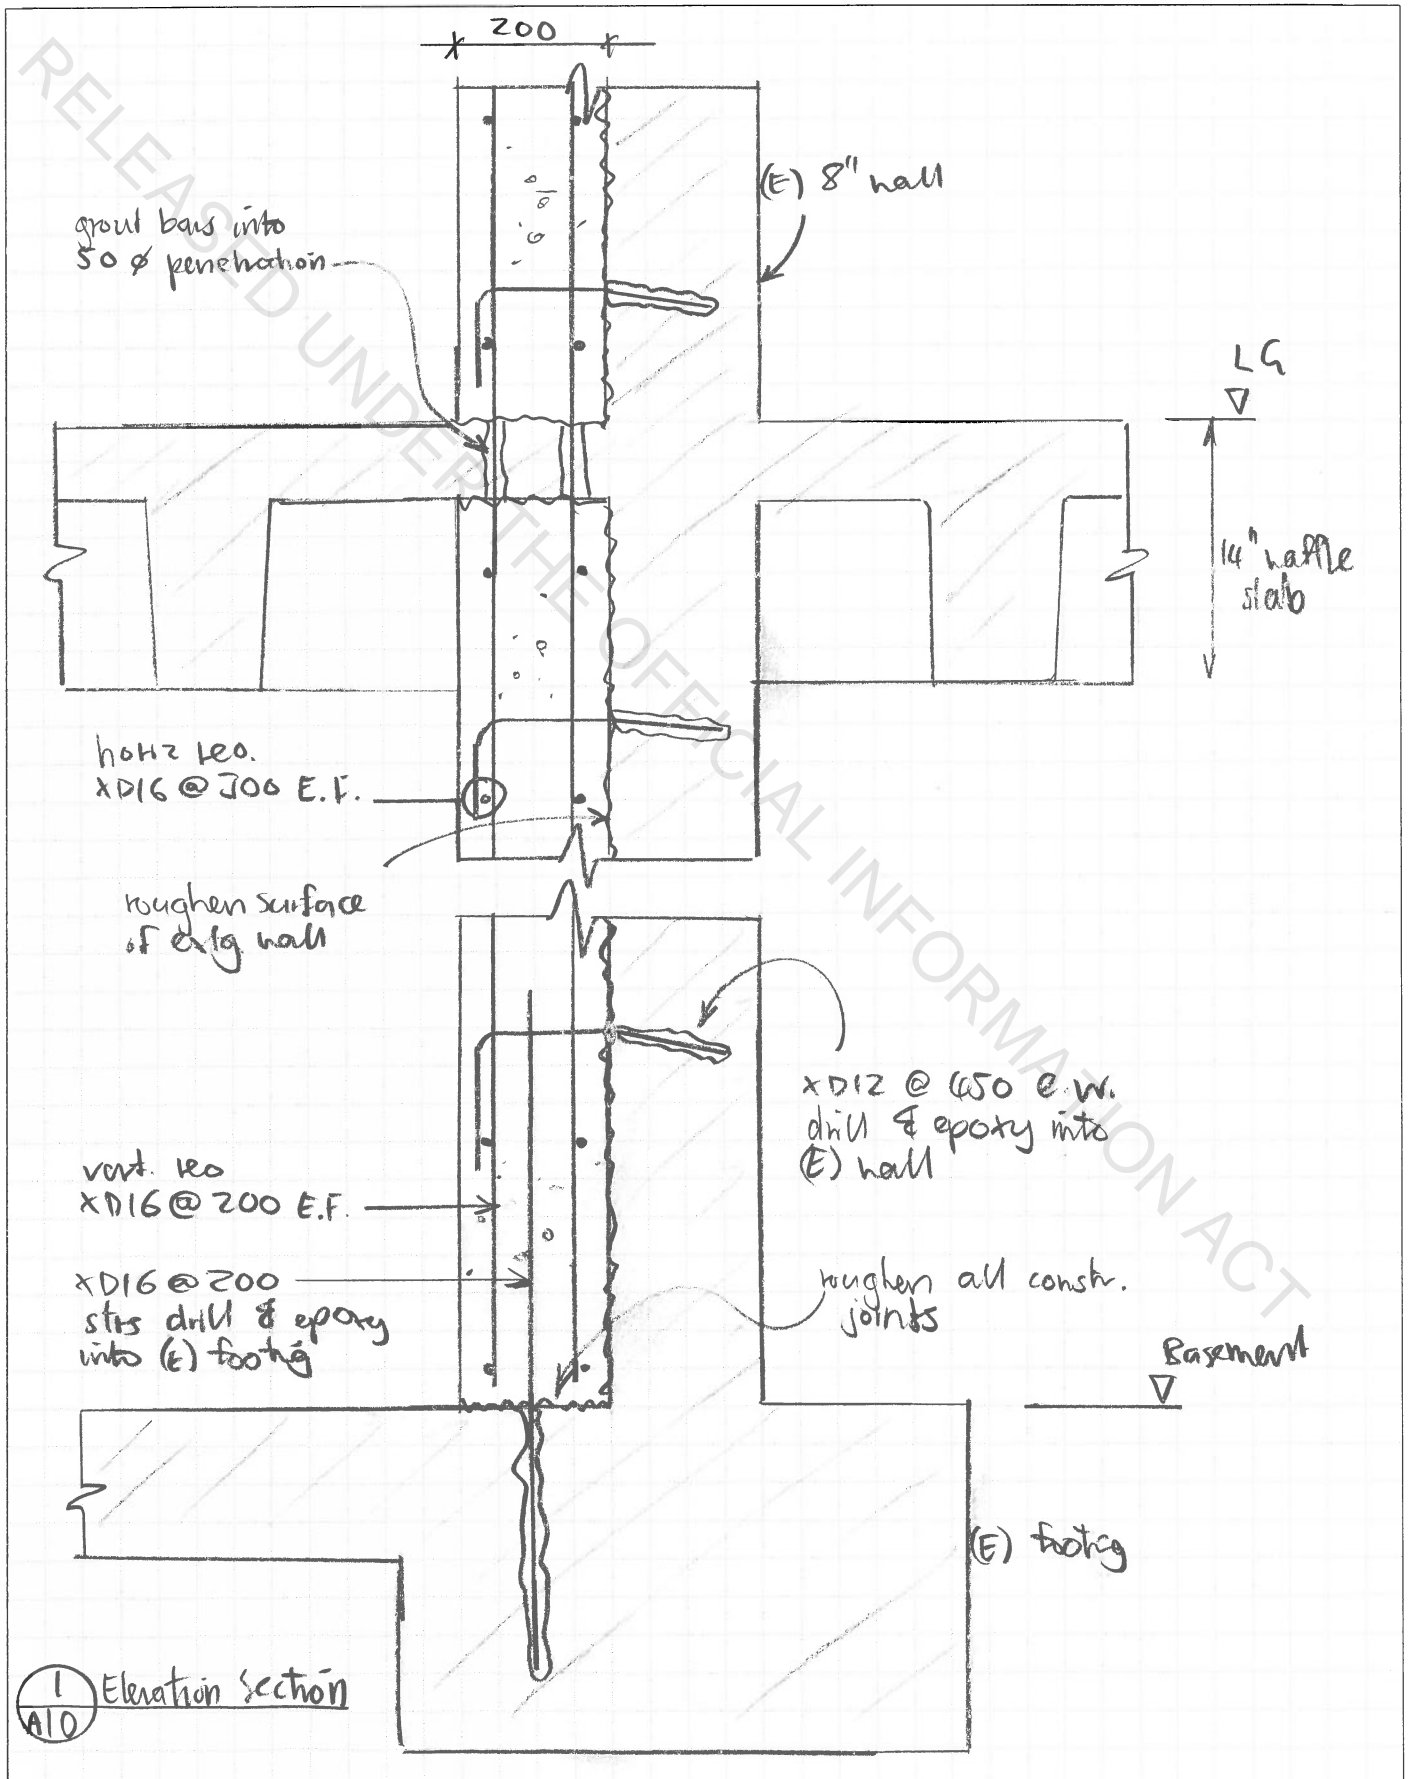 200
RELEASED UNDER THE OFFICIAL INFORMATION ACT
(E) 8" wall
grout bars into
50 ø penetration
LG
14" waffle
slab
horiz reo.
XD16 @ 300 E.F.
roughen surface
of extg wall
XD12 @ 450 e.w.
drill & epoxy into
(E) wall
vert. reo
XD16 @ 200 E.F.
XD16 @ 200
strs drill & epoxy
into (E) footing
roughen all constr.
joints
Basement
(E) footing
1
A10
Elevation section